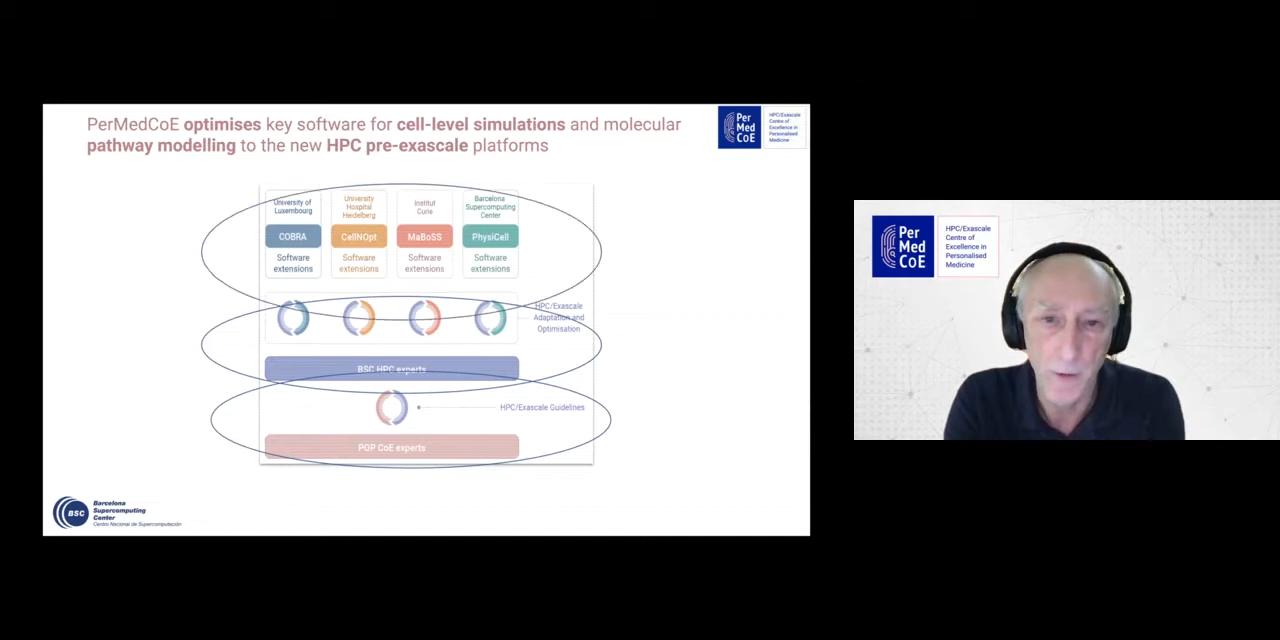 PerMedCoE optimises key software for cell-level simulations and molecular
pathway modelling to the new HPC pre-exascale platforms
Per
Med
CoE
HPC/Exascale
Centre of
Excellence in
Personalised
Medicine
University of
Luxembourg
University
Hospital
Heidelberg
Institut
Curie
Barcelona
Supercomputing
Center
COBRA
CellNOpt
MaBoSS
PhysiCell
Software
extensions
Software
extensions
Software
extensions
Software
extensions
HPC/Exascale
Adaptation and
Optimisation
BSC HPC experts
HPC/Exascale Guidelines
POP CoE experts
BSC
Barcelona
Supercomputing
Center
Centro Nacional de Supercomputación
Per
Med
CoE
HPC/Exascale
Centre of
Excellence in
Personalised
Medicine